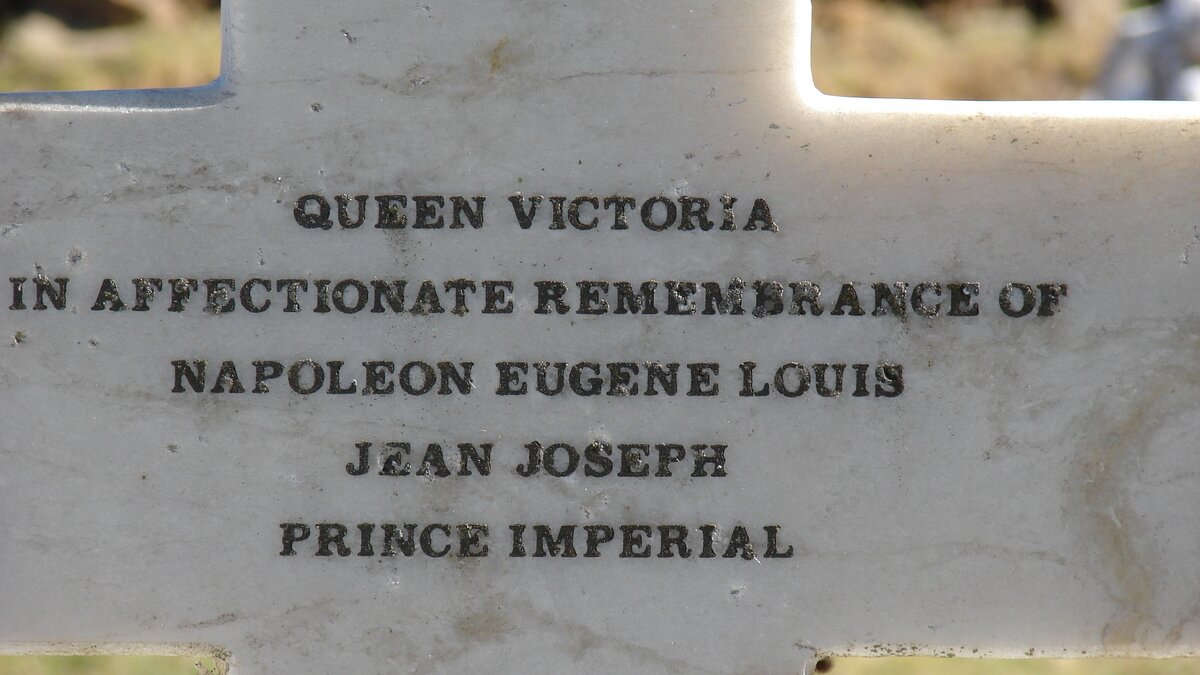 QUEEN VICTORIA
IN AFFECTIONATE REMEMBRANCE OF
NAPOLEON EUGENE LOUIS
JEAN JOSEPH
PRINCE IMPERIAL